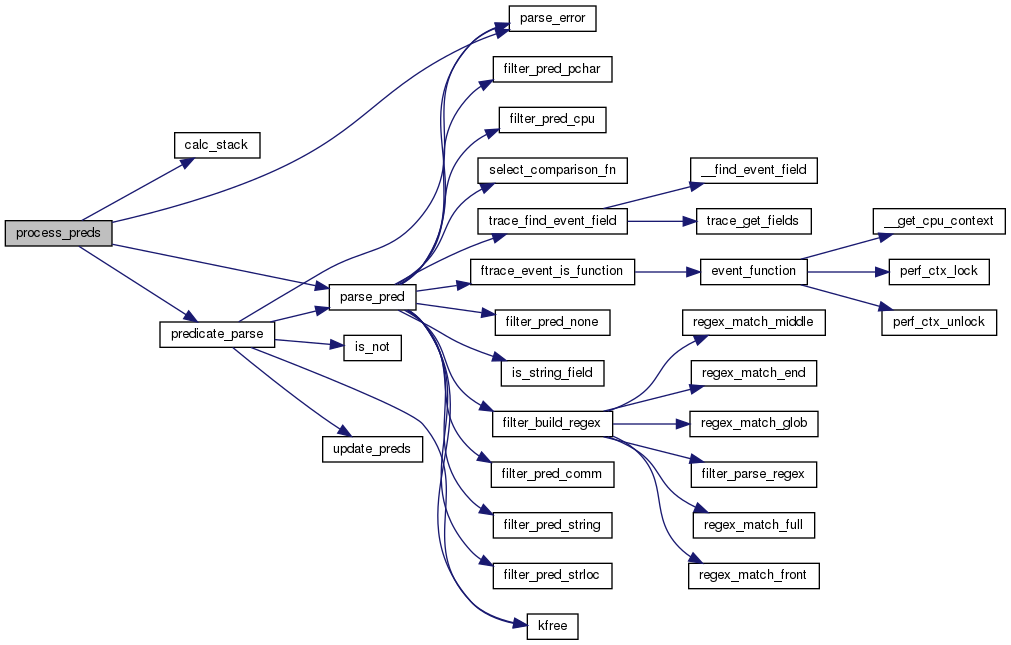 parse_error
filter_pred_pchar
filter_pred_cpu
calc_stack
select_comparison_fn
__find_event_field
process_preds
trace_find_event_field
trace_get_fields
__get_cpu_context
ftrace_event_is_function
event_function
perf_ctx_lock
parse_pred
filter_pred_none
regex_match_middle
perf_ctx_unlock
predicate_parse
is_not
is_string_field
regex_match_end
update_preds
filter_build_regex
regex_match_glob
filter_pred_comm
filter_parse_regex
filter_pred_string
regex_match_full
filter_pred_strloc
regex_match_front
kfree